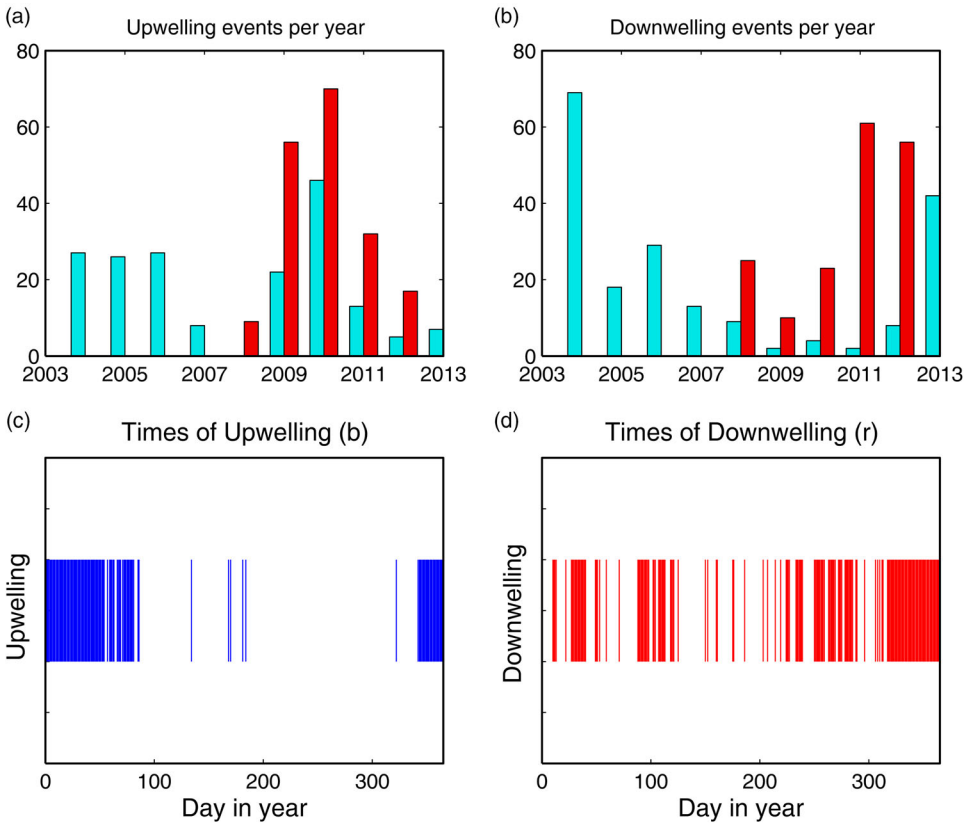 (a)
Upwelling events per year
80
60
40
20
0
2003 2005 2007 2009 2011 2013
(b)
Downwelling events per year
80
60
40
20
0
2003 2005 2007 2009 2011 2013
(c)
Times of Upwelling (b)
Upwelling
0 100 200 300
Day in year
(d)
Times of Downwelling (r)
Downwelling
0 100 200 300
Day in year